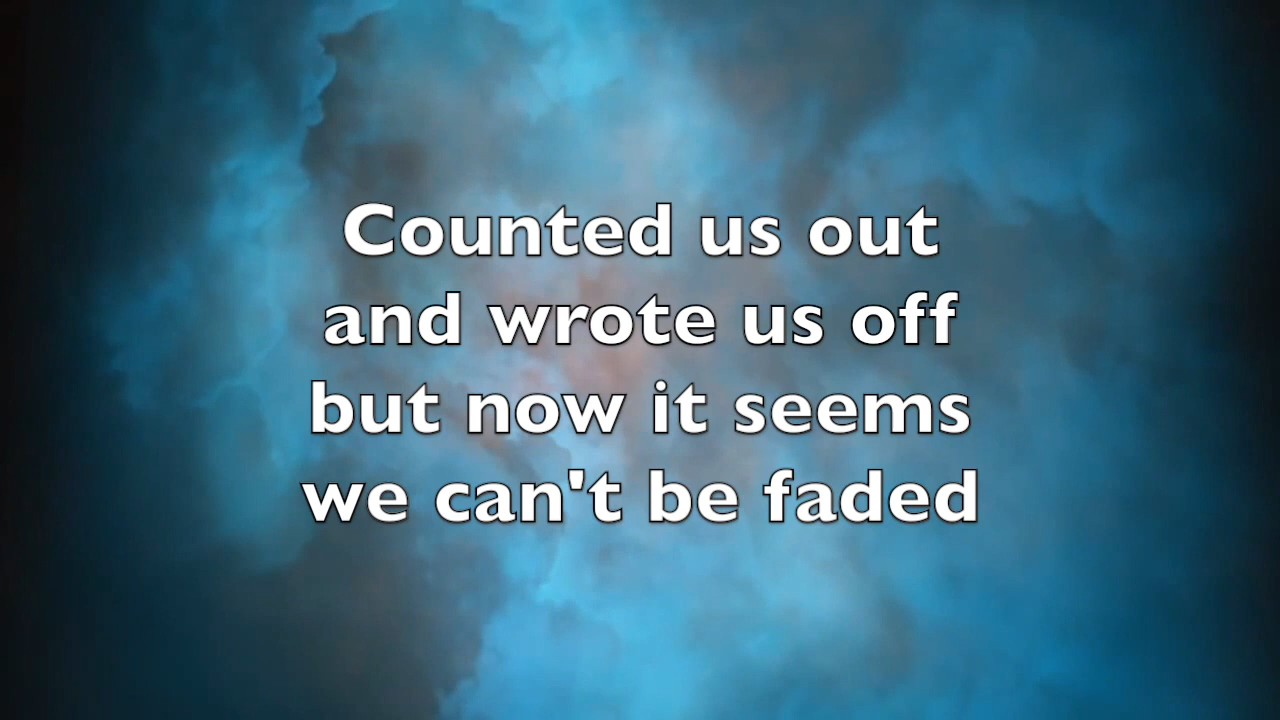 Counted us out
and wrote us off
but now it seems
we can't be faded